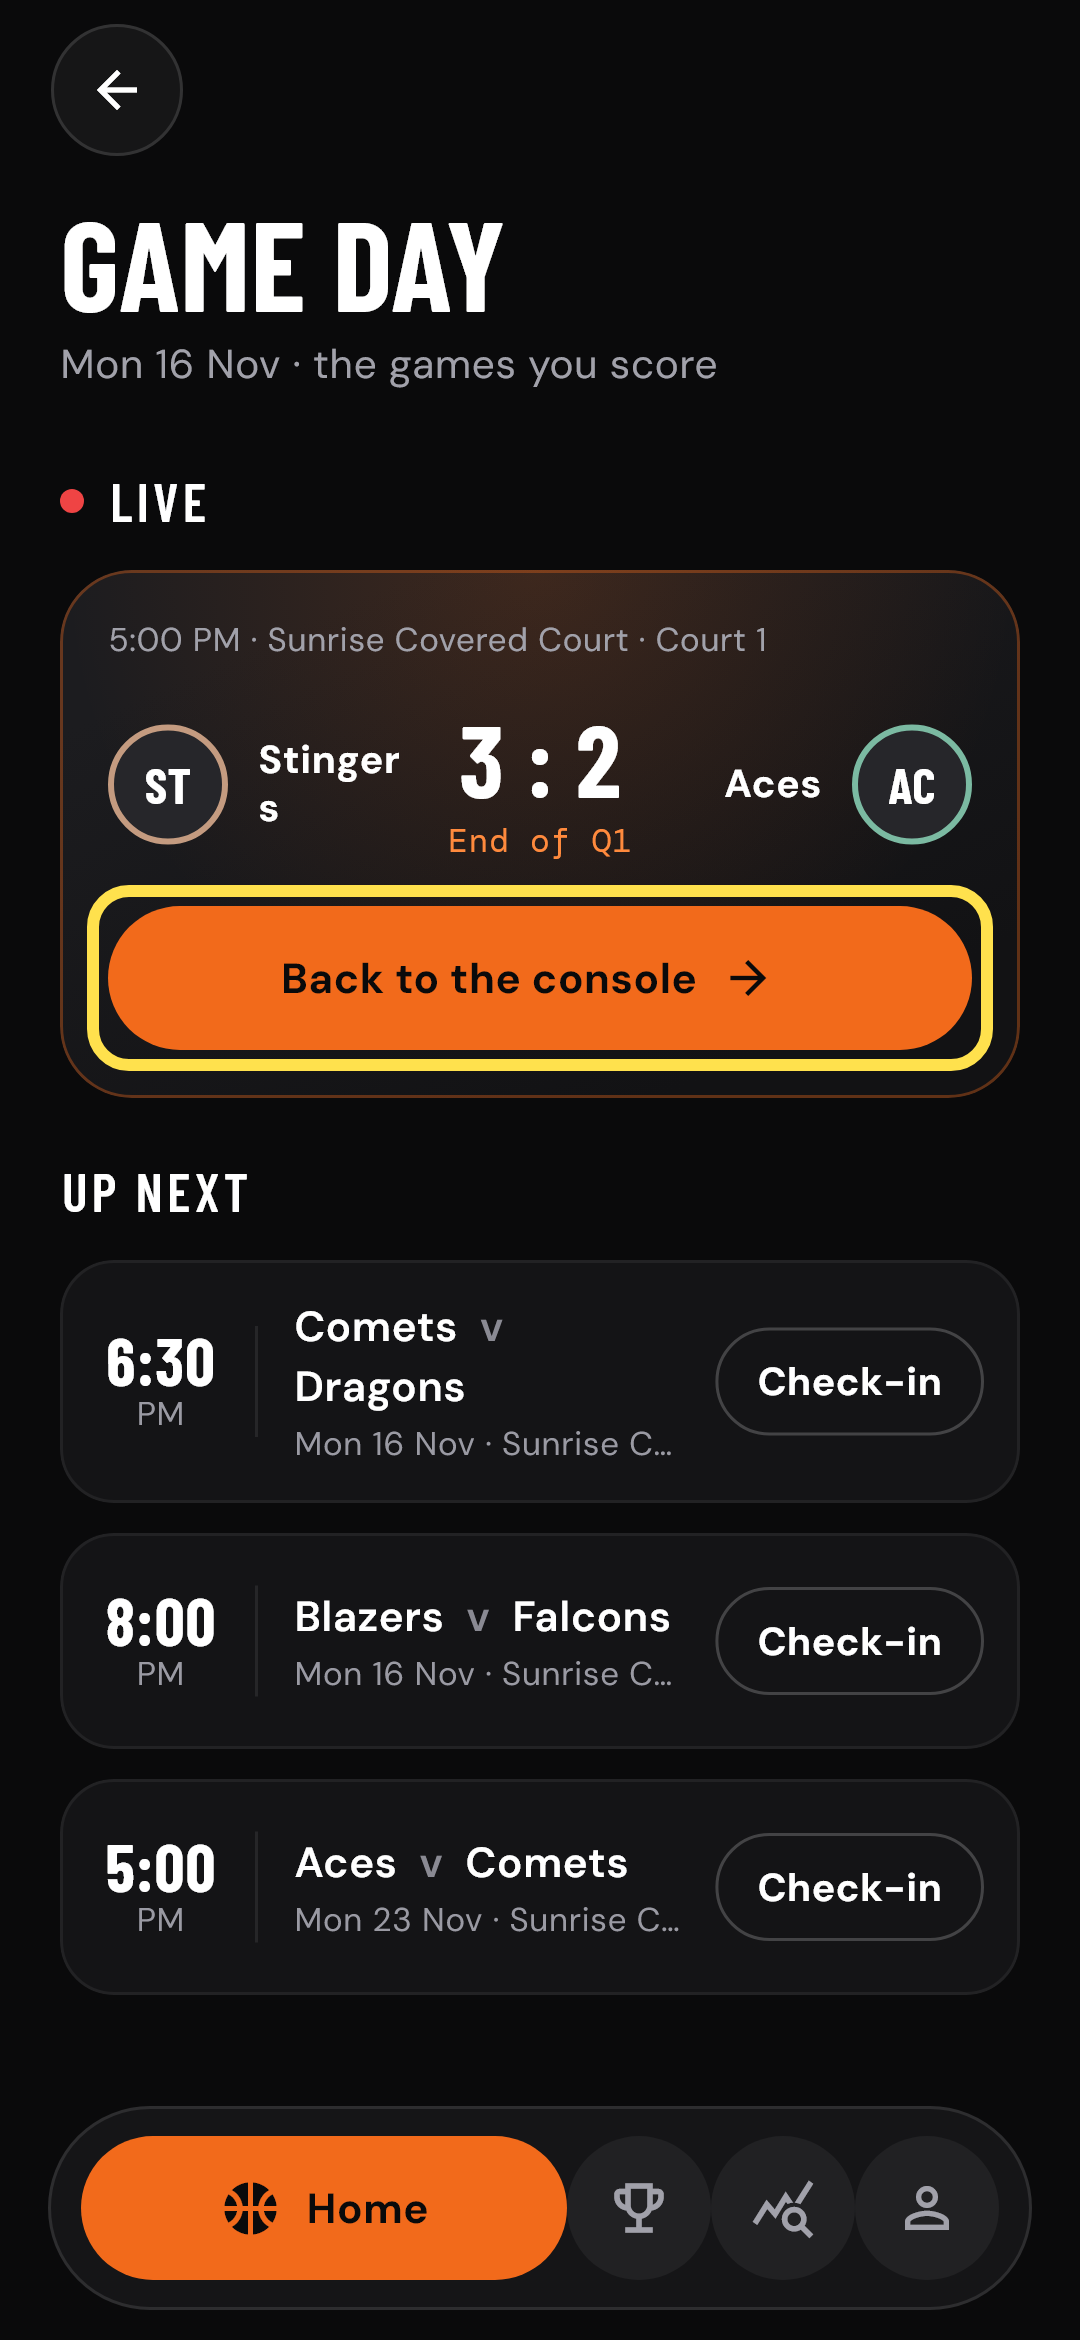 GAME DAY
Mon 16 Nov · the games you score
LIVE
5:00 PM · Sunrise Covered Court · Court 1
ST
Stinger
s
3 : 2
End of Q1
Aces
AC
Back to the console →
UP NEXT
6:30
PM
Comets v
Dragons
Mon 16 Nov · Sunrise C...
Check-in
8:00
PM
Blazers v Falcons
Mon 16 Nov · Sunrise C...
Check-in
5:00
PM
Aces v Comets
Mon 23 Nov · Sunrise C...
Check-in
Home